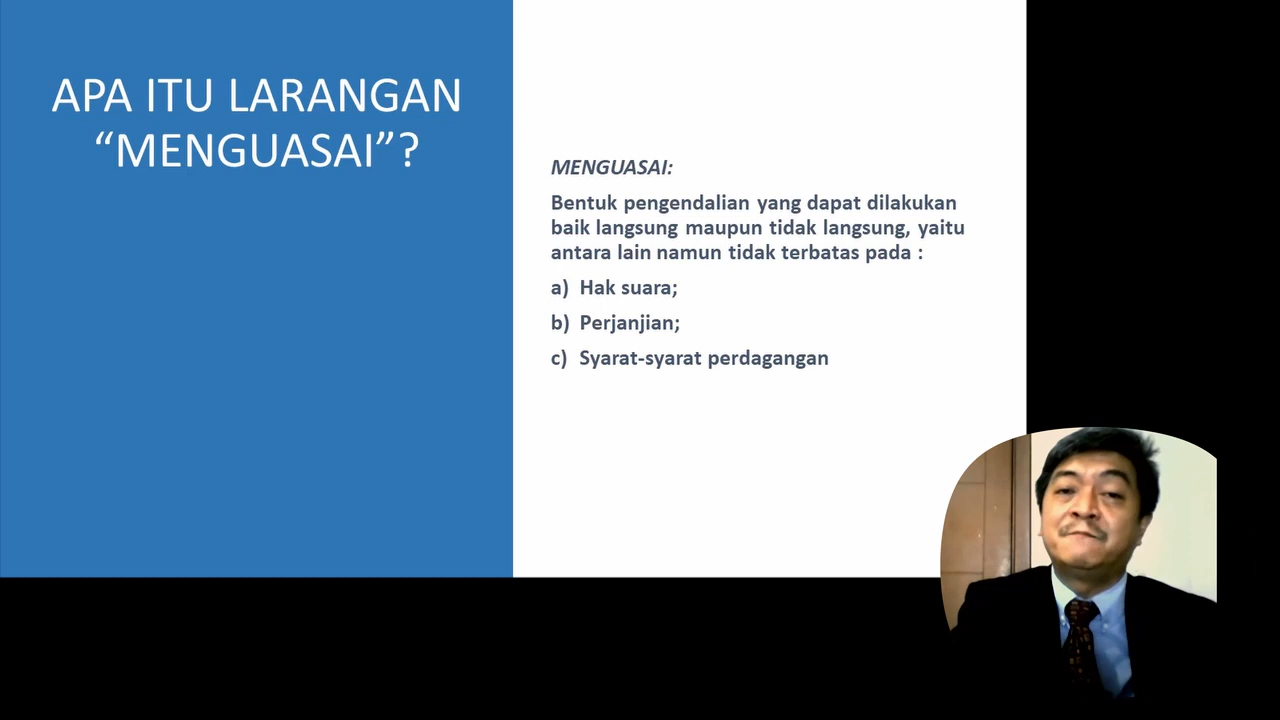 APA ITU LARANGAN
“MENGUASAI”?
MENGUASAI:
Bentuk pengendalian yang dapat dilakukan
baik langsung maupun tidak langsung, yaitu
antara lain namun tidak terbatas pada :
a) Hak suara;
b) Perjanjian;
c) Syarat-syarat perdagangan